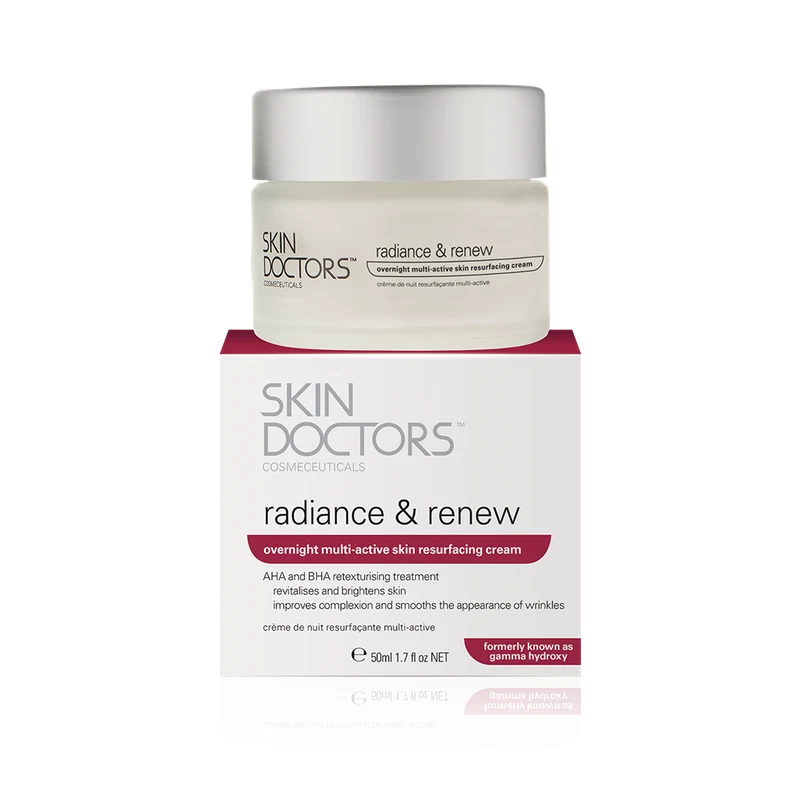 SKIN
DOCTORS™
COSMECEUTICALS
radiance & renew
overnight multi-active skin resurfacing cream
crème de nuit resurfaçante multi-active
SKIN
DOCTORS™
COSMECEUTICALS
radiance & renew
overnight multi-active skin resurfacing cream
AHA and BHA retexturising treatment
revitalises and brightens skin
improves complexion and smooths the appearance of wrinkles
crème de nuit resurfaçante multi-active
℮ 50ml 1.7 fl oz NET
formerly known as
gamma hydroxy